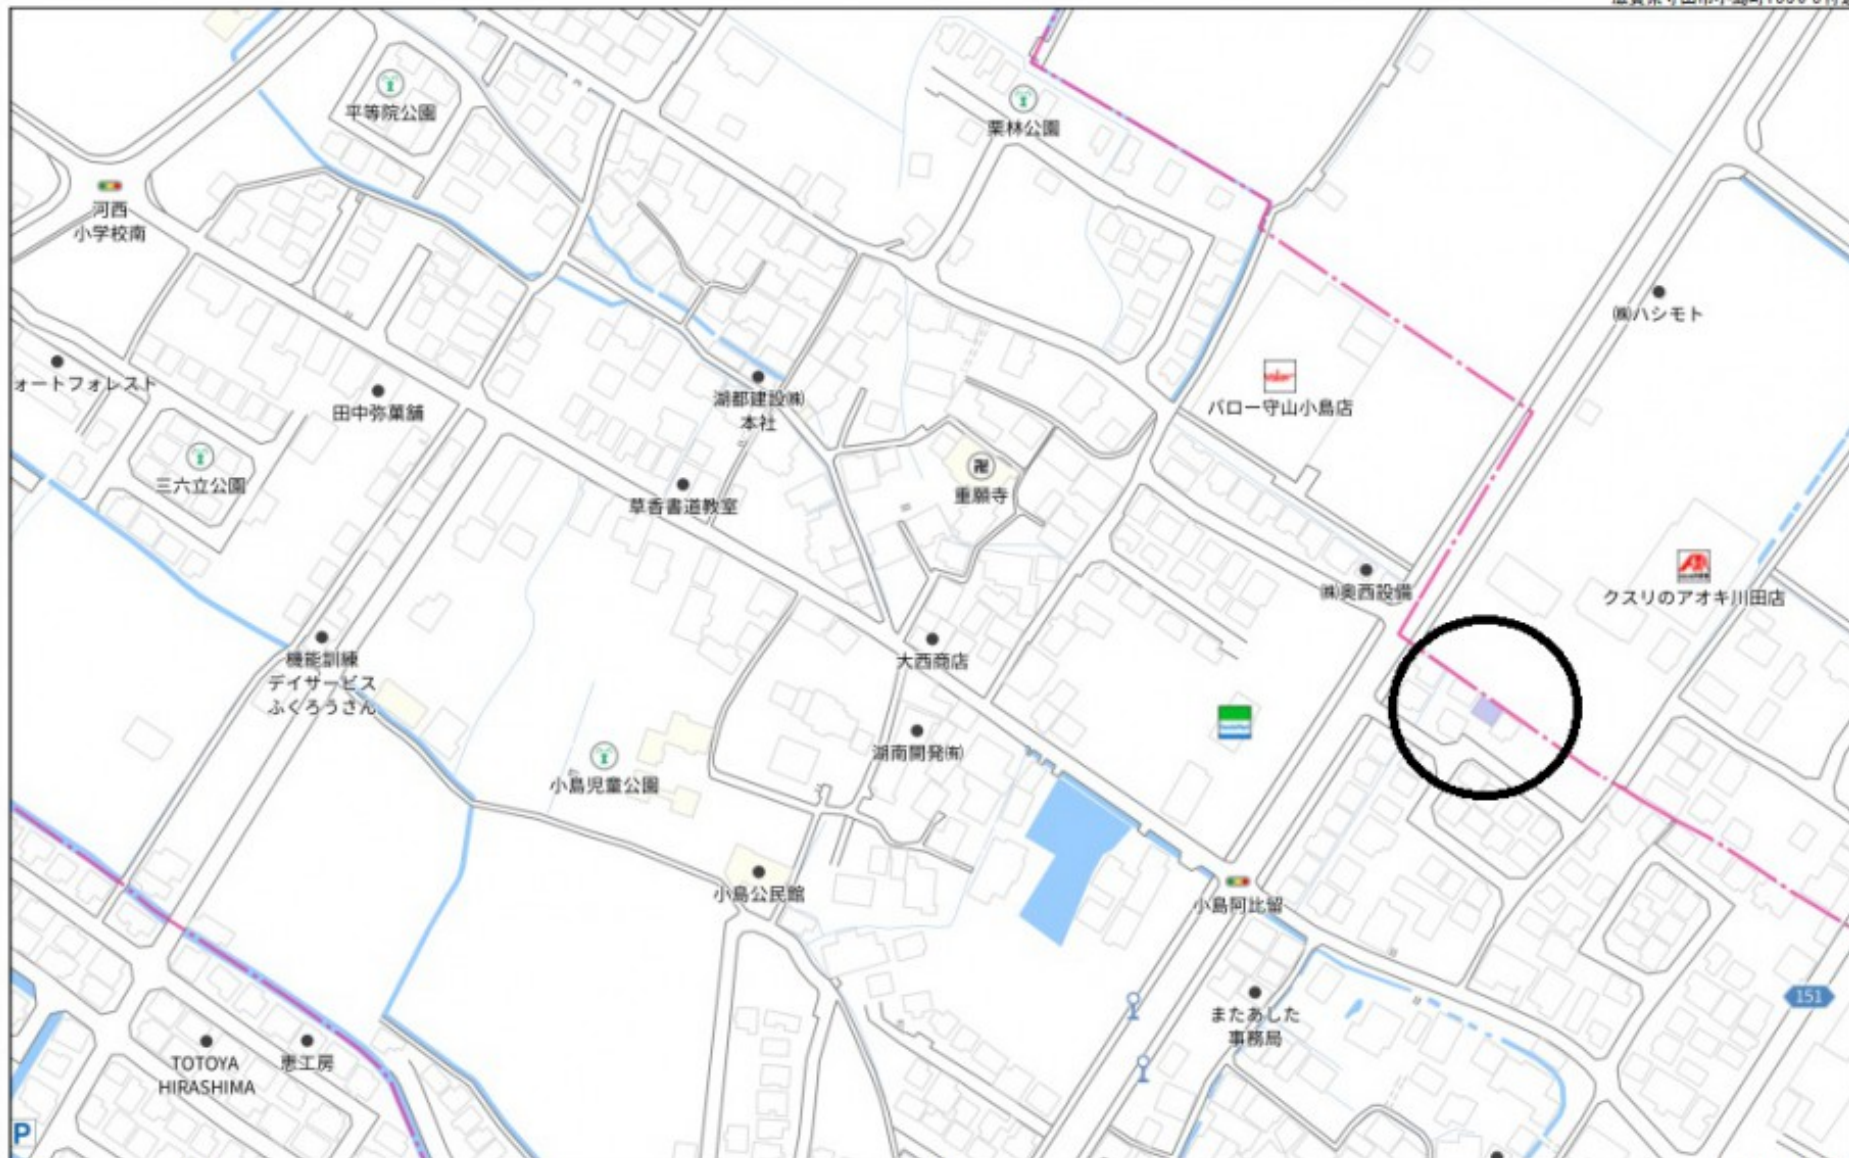 平等院公園
栗林公園
河西
小学校南
㈱ハシモト
ォートフォレスト
田中弥菓舗
湖都建設㈱
本社
バロー守山小島店
三六立公園
草香書道教室
重願寺
㈱奥西設備
クスリのアオキ川田店
機能訓練
デイサービス
ふくろうさん
大西商店
湖南開発㈲
小島児童公園
小島公民館
小島阿比留
151
またあした
事務局
TOTOYA
HIRASHIMA
恵工房
P